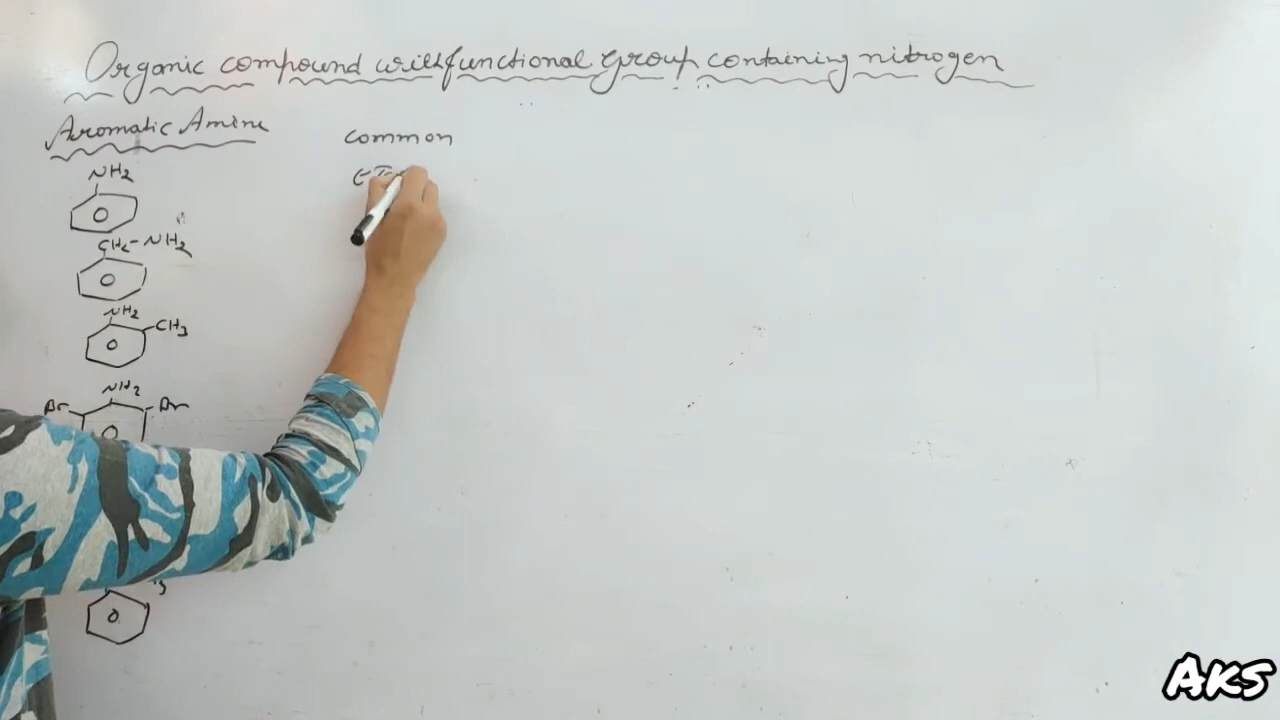 Organic compound with functional Group containing nitrogen
Aromatic Amine
common
NH2
CH2-NH2
NH2
CH3
NH2
Br
Br
AKS